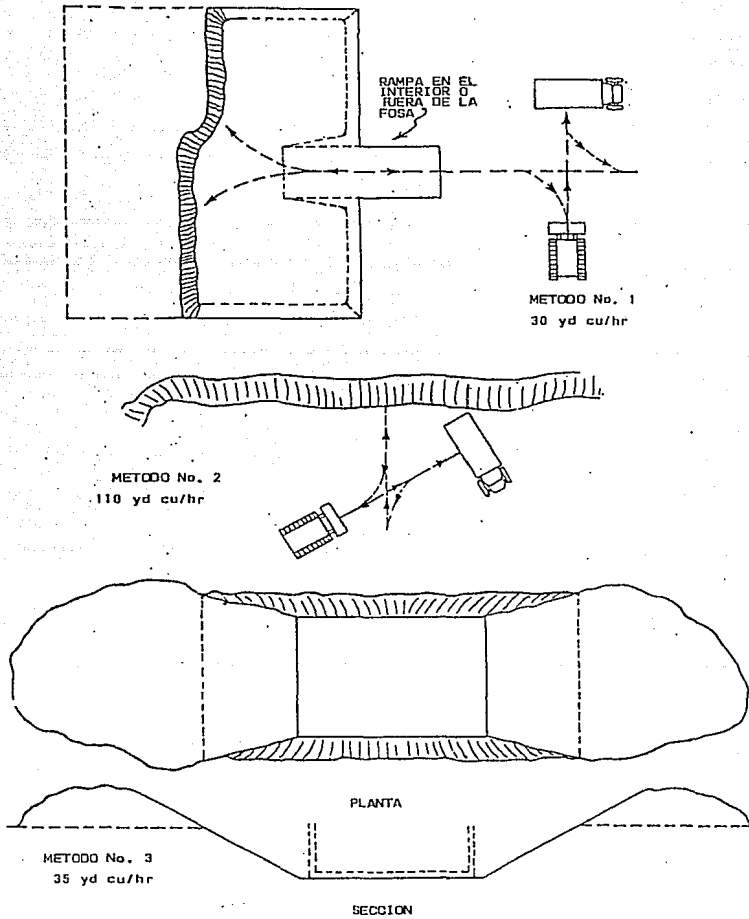 RAMPA EN EL
INTERIOR O
FUERA DE LA
FOSA
METODO No. 1
30 yd cu/hr
METODO No. 2
110 yd cu/hr
PLANTA
METODO No. 3
35 yd cu/hr
SECCION